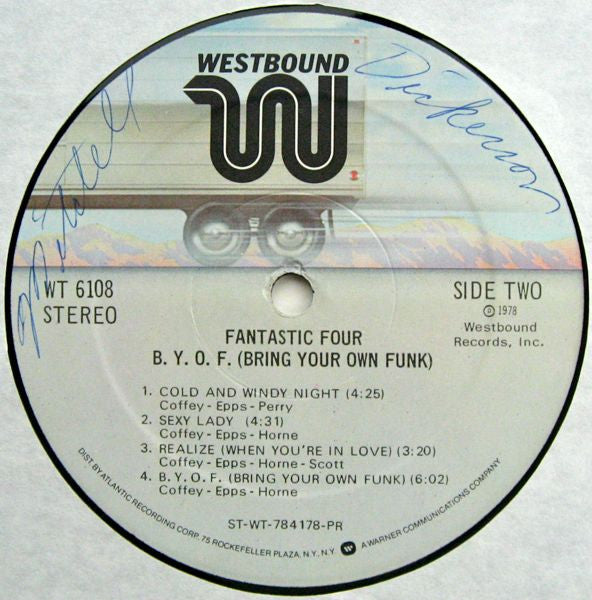 WESTBOUND
Dickerson
Mitchell
WT 6108
STEREO
SIDE TWO
Ⓟ 1978
Westbound
Records, Inc.
FANTASTIC FOUR
B. Y. O. F. (BRING YOUR OWN FUNK)
1. COLD AND WINDY NIGHT (4:25)
Coffey - Epps - Perry
2. SEXY LADY (4:31)
Coffey - Epps - Horne
3. REALIZE (WHEN YOU'RE IN LOVE) (3:20)
Coffey - Epps - Horne - Scott
4. B. Y. O. F. (BRING YOUR OWN FUNK) (6:02)
Coffey - Epps - Horne
ST-WT-784178-PR
DIST BY ATLANTIC RECORDING CORP. 75 ROCKEFELLER PLAZA, N.Y., N.Y. A WARNER COMMUNICATIONS COMPANY